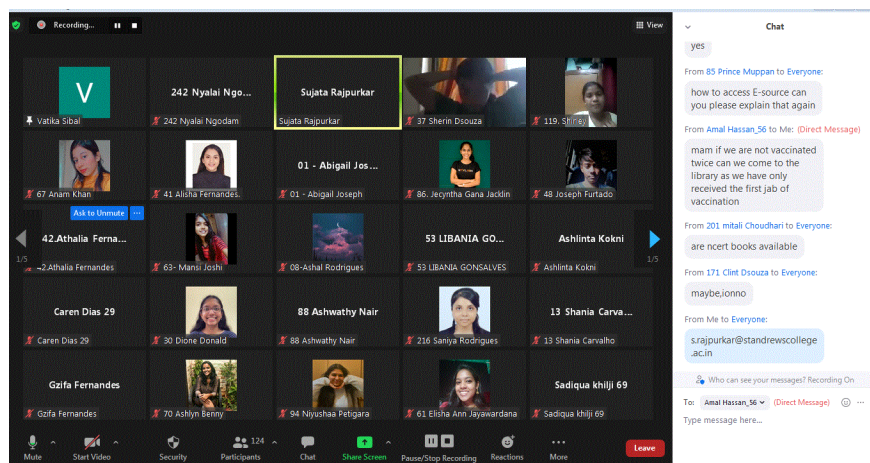 Recording...
View
V
Vatika Sibal
242 Nyalai Ngo...
242 Nyalai Ngodam
Sujata Rajpurkar
Sujata Rajpurkar
37 Sherin Dsouza
119. Shirley
67 Anam Khan
41 Alisha Fernandes.
01 - Abigail Jos...
01 - Abigail Joseph
86. Jecyntha Gana Jacklin
48 Joseph Furtado
Ask to Unmute
...
42.Athalia Ferna...
42.Athalia Fernandes
63- Mansi Joshi
08-Ashal Rodrigues
53 LIBANIA GO...
53 LIBANIA GONSALVES
Ashlinta Kokni
Ashlinta Kokni
1/5
1/5
Caren Dias 29
Caren Dias 29
30 Dione Donald
88 Ashwathy Nair
88 Ashwathy Nair
216 Saniya Rodrigues
13 Shania Carva...
13 Shania Carvalho
Gzifa Fernandes
Gzifa Fernandes
70 Ashlyn Benny
94 Niyushaa Petigara
61 Elisha Ann Jayawardana
Sadiqua khilji 69
Sadiqua khilji 69
Mute
Start Video
Security
124
Participants
Chat
Share Screen
Pause/Stop Recording
Reactions
More
Leave
Chat
yes
From 85 Prince Muppan to Everyone:
how to access E-source can
you please explain that again
From Amal Hassan_56 to Me: (Direct Message)
mam if we are not vaccinated
twice can we come to the
library as we have only
received the first jab of
vaccination
From 201 mitali Choudhari to Everyone:
are ncert books available
From 171 Clint Dsouza to Everyone:
maybe,ionno
From Me to Everyone:
s.rajpurkar@standrewscollege
.ac.in
Who can see your messages? Recording On
To: Amal Hassan_56 (Direct Message)
Type message here...